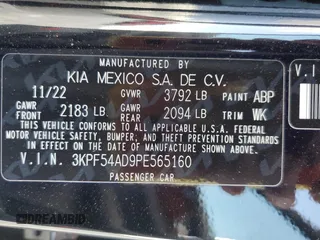 MANUFACTURED BY
KIA MEXICO S.A. DE C.V.
11/22 GVWR 3792 LB PAINT ABP
GAWR FRONT 2183 LB GAWR REAR 2094 LB TRIM WK
THIS VEHICLE CONFORMS TO ALL APPLICABLE U.S. FEDERAL
MOTOR VEHICLE SAFETY, BUMPER, AND THEFT PREVENTION
STANDARDS IN EFFECT ON THE DATE OF MANUFACTURE
SHOWN ABOVE.
V.I.N. 3KPF54AD9PE565160
PASSENGER CAR
V.I
DREAMBID